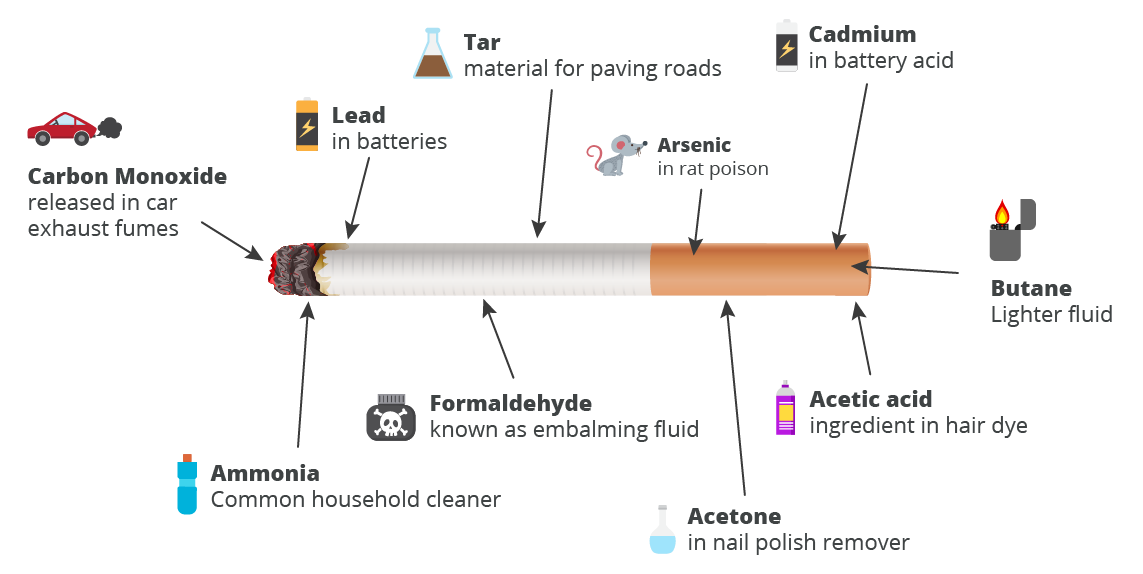 Tar
material for paving roads
Cadmium
in battery acid
Lead
in batteries
Arsenic
in rat poison
Carbon Monoxide
released in car
exhaust fumes
Butane
Lighter fluid
Formaldehyde
known as embalming fluid
Acetic acid
ingredient in hair dye
Ammonia
Common household cleaner
Acetone
in nail polish remover